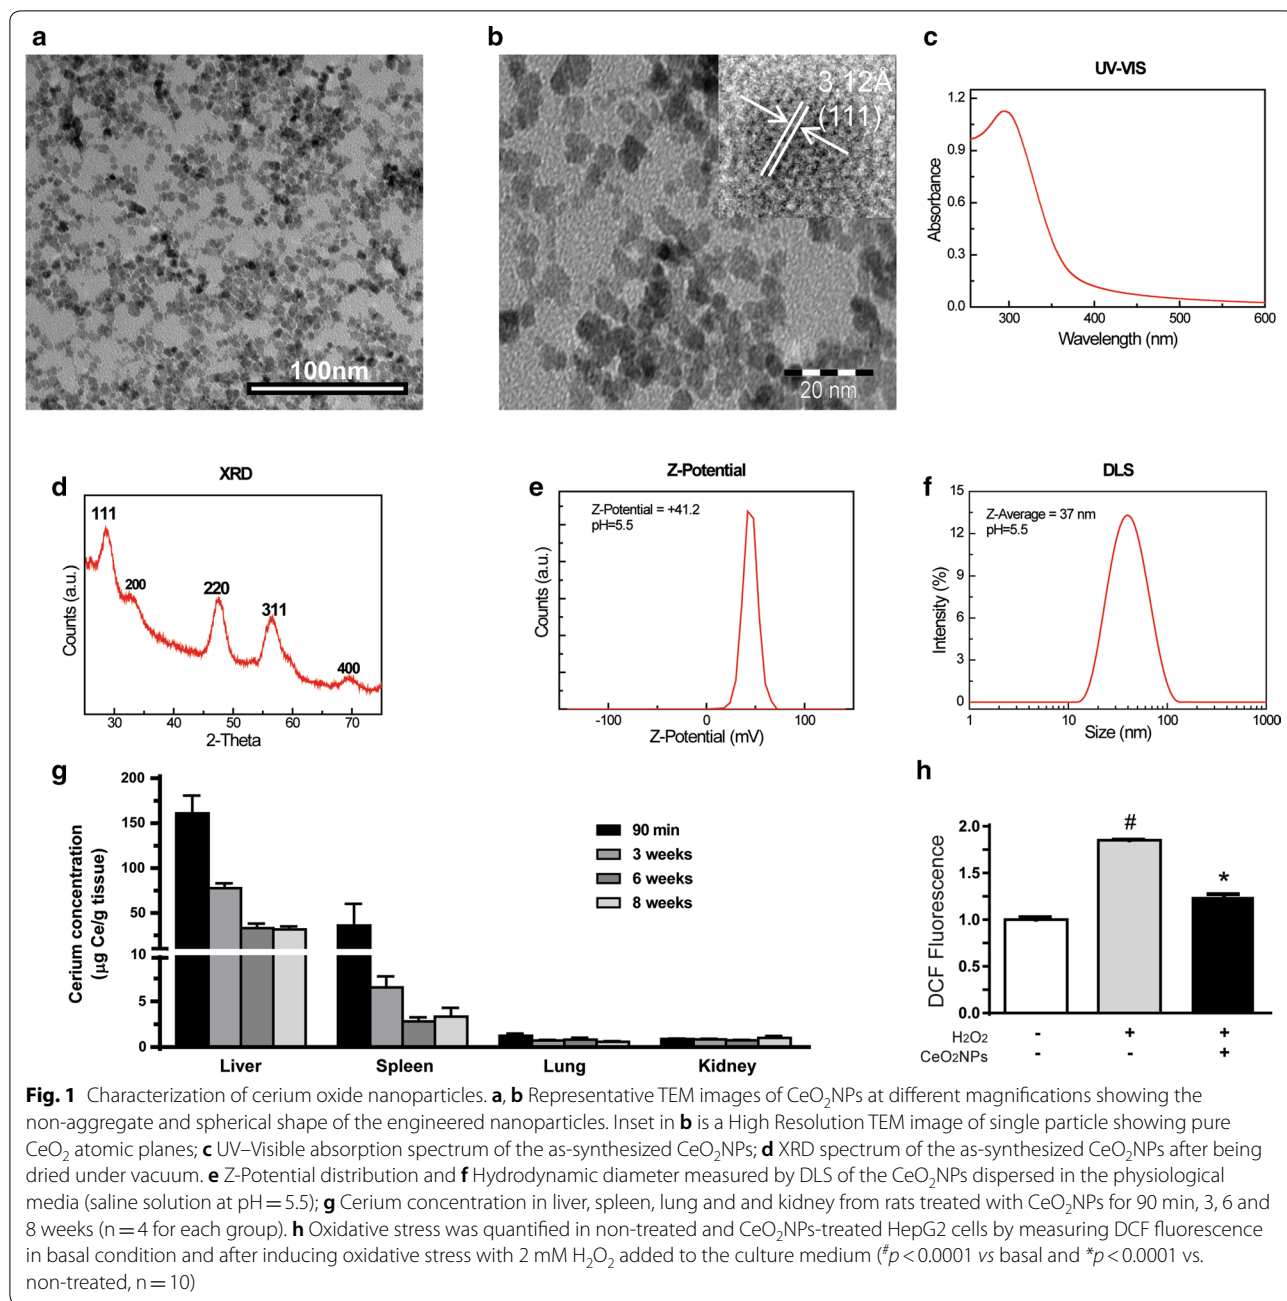 a
b
c
3.12Å
(111)
100nm
20 nm
UV-VIS
1.2
0.9
0.6
0.3
0.0
Absorbance
300
400
500
600
Wavelength (nm)
d
XRD
111
200
220
311
400
Counts (a.u.)
30
40
50
60
70
2-Theta
e
Z-Potential
Z-Potential = +41.2
pH=5.5
Counts (a.u.)
-100
0
100
Z-Potential (mV)
f
DLS
Z-Average = 37 nm
pH=5.5
15
12
9
6
3
0
Intensity (%)
1
10
100
1000
Size (nm)
g
200
150
100
50
10
5
0
Cerium concentration
(µg Ce/g tissue)
90 min
3 weeks
6 weeks
8 weeks
Liver
Spleen
Lung
Kidney
h
2.0
1.5
1.0
0.5
0.0
DCF Fluorescence
#
*
H₂O₂ - + +
CeO₂NPs - - +
Fig. 1 Characterization of cerium oxide nanoparticles. a, b Representative TEM images of CeO₂NPs at different magnifications showing the
non-aggregate and spherical shape of the engineered nanoparticles. Inset in b is a High Resolution TEM image of single particle showing pure
CeO₂ atomic planes; c UV–Visible absorption spectrum of the as-synthesized CeO₂NPs; d XRD spectrum of the as-synthesized CeO₂NPs after being
dried under vacuum. e Z-Potential distribution and f Hydrodynamic diameter measured by DLS of the CeO₂NPs dispersed in the physiological
media (saline solution at pH = 5.5); g Cerium concentration in liver, spleen, lung and and kidney from rats treated with CeO₂NPs for 90 min, 3, 6 and
8 weeks (n = 4 for each group). h Oxidative stress was quantified in non-treated and CeO₂NPs-treated HepG2 cells by measuring DCF fluorescence
in basal condition and after inducing oxidative stress with 2 mM H₂O₂ added to the culture medium (#p < 0.0001 vs basal and *p < 0.0001 vs.
non-treated, n = 10)